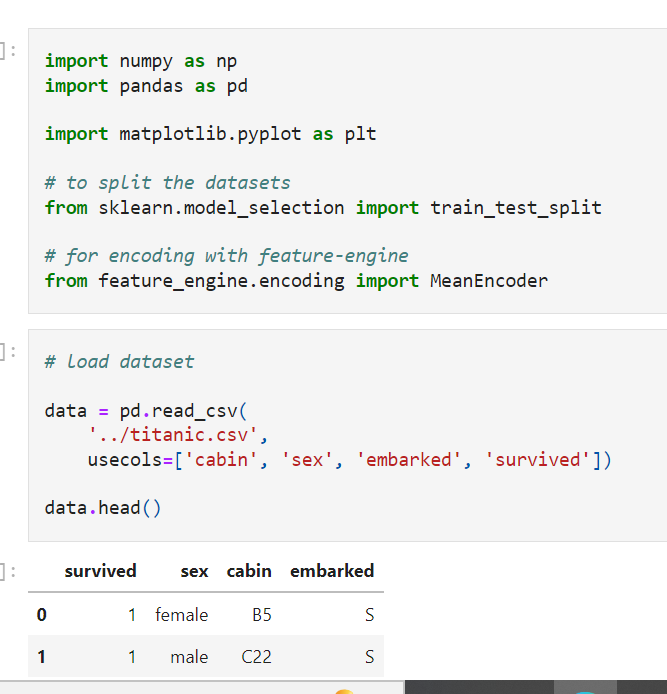 ]:
import numpy as np
import pandas as pd
import matplotlib.pyplot as plt
# to split the datasets
from sklearn.model_selection import train_test_split
# for encoding with feature-engine
from feature_engine.encoding import MeanEncoder
]:
# load dataset
data = pd.read_csv(
'../titanic.csv',
usecols=['cabin', 'sex', 'embarked', 'survived'])
data.head()
]:
survived sex cabin embarked
0 1 female B5 S
1 1 male C22 S